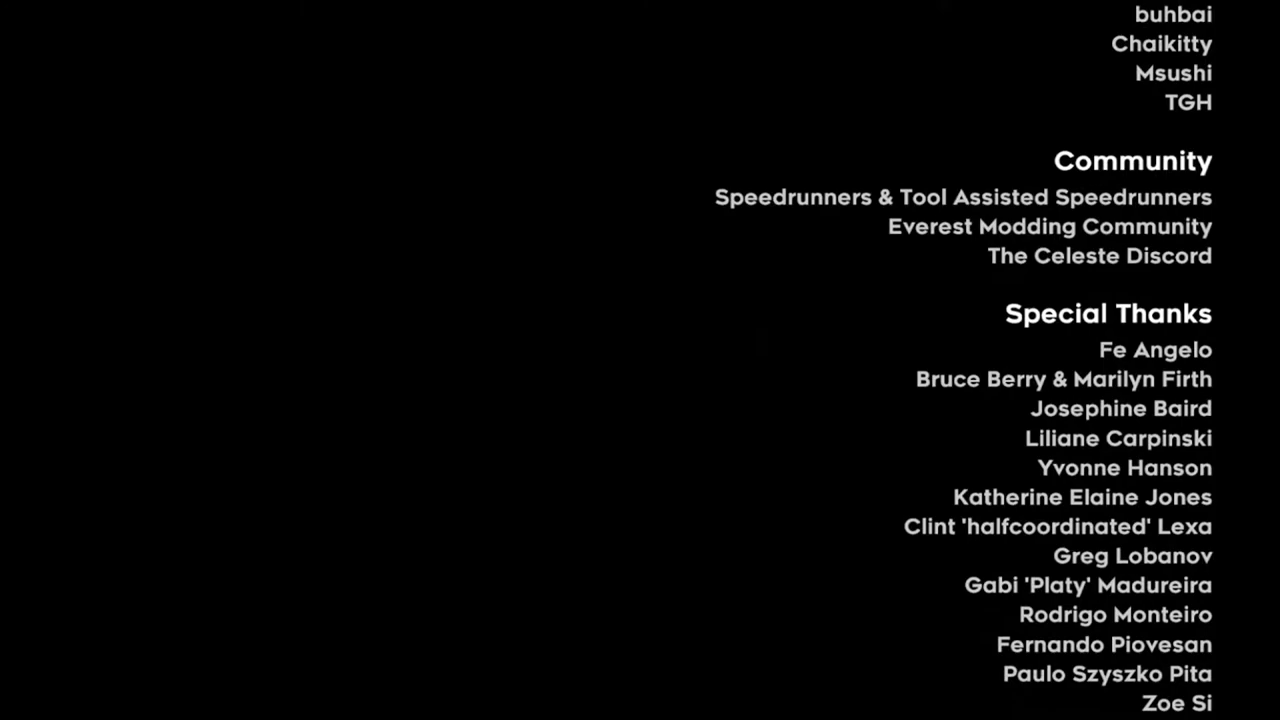 buhbai
Chaikitty
Msushi
TGH
Community
Speedrunners & Tool Assisted Speedrunners
Everest Modding Community
The Celeste Discord
Special Thanks
Fe Angelo
Bruce Berry & Marilyn Firth
Josephine Baird
Liliane Carpinski
Yvonne Hanson
Katherine Elaine Jones
Clint 'halfcoordinated' Lexa
Greg Lobanov
Gabi 'Platy' Madureira
Rodrigo Monteiro
Fernando Piovesan
Paulo Szyszko Pita
Zoe Si